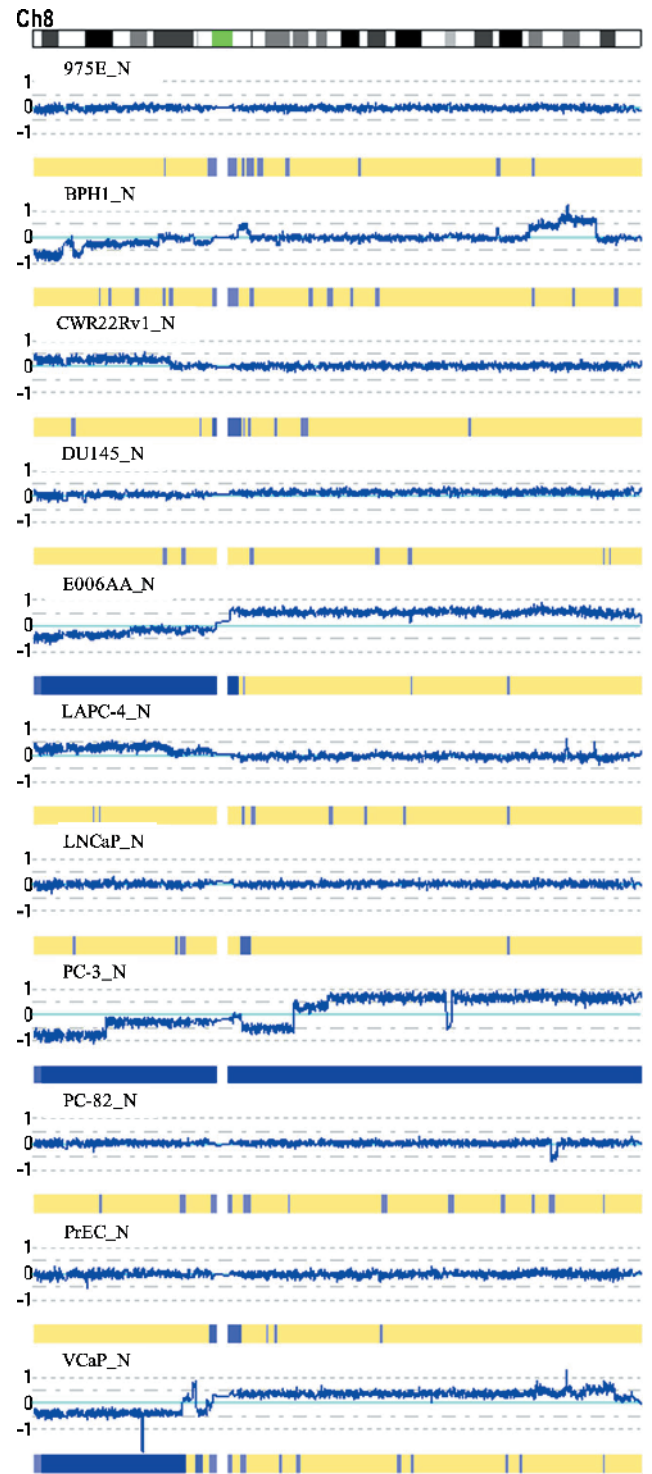 Ch8
975E_N
1
0
-1
BPH1_N
1
0
-1
CWR22Rv1_N
1
0
-1
DU145_N
1
0
-1
E006AA_N
1
0
-1
LAPC-4_N
1
0
-1
LNCaP_N
1
0
-1
PC-3_N
1
0
-1
PC-82_N
1
0
-1
PrEC_N
1
0
-1
VCaP_N
1
0
-1